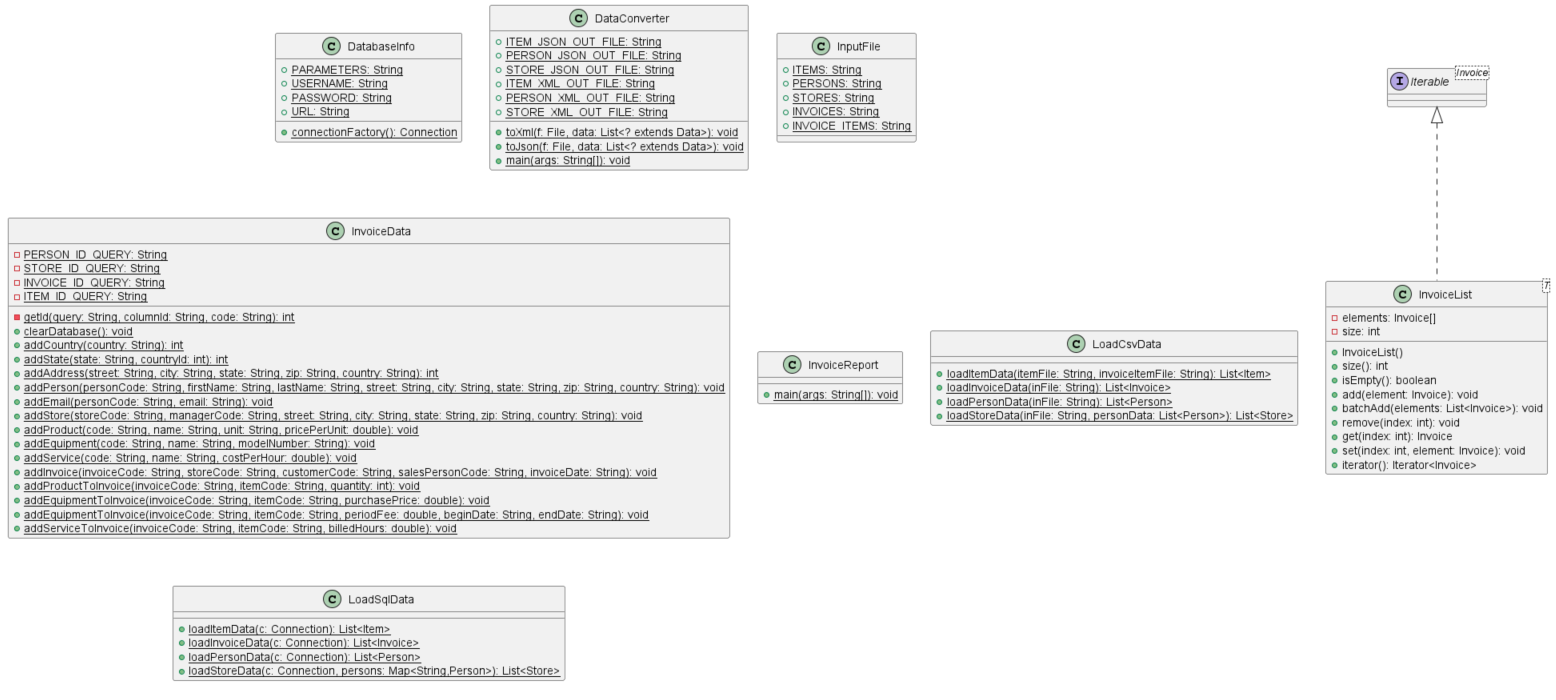 C DatabaseInfo
PARAMETERS: String
USERNAME: String
PASSWORD: String
URL: String
connectionFactory(): Connection
C DataConverter
ITEM_JSON_OUT_FILE: String
PERSON_JSON_OUT_FILE: String
STORE_JSON_OUT_FILE: String
ITEM_XML_OUT_FILE: String
PERSON_XML_OUT_FILE: String
STORE_XML_OUT_FILE: String
toXml(f: File, data: List<? extends Data>): void
toJson(f: File, data: List<? extends Data>): void
main(args: String[]): void
C InputFile
ITEMS: String
PERSONS: String
STORES: String
INVOICES: String
INVOICE_ITEMS: String
I Iterable
Invoice
C InvoiceData
PERSON_ID_QUERY: String
STORE_ID_QUERY: String
INVOICE_ID_QUERY: String
ITEM_ID_QUERY: String
getId(query: String, columnId: String, code: String): int
clearDatabase(): void
addCountry(country: String): int
addState(state: String, countryId: int): int
addAddress(street: String, city: String, state: String, zip: String, country: String): int
addPerson(personCode: String, firstName: String, lastName: String, street: String, city: String, state: String, zip: String, country: String): void
addEmail(personCode: String, email: String): void
addStore(storeCode: String, managerCode: String, street: String, city: String, state: String, zip: String, country: String): void
addProduct(code: String, name: String, unit: String, pricePerUnit: double): void
addEquipment(code: String, name: String, modelNumber: String): void
addService(code: String, name: String, costPerHour: double): void
addInvoice(invoiceCode: String, storeCode: String, customerCode: String, salesPersonCode: String, invoiceDate: String): void
addProductToInvoice(invoiceCode: String, itemCode: String, quantity: int): void
addEquipmentToInvoice(invoiceCode: String, itemCode: String, purchasePrice: double): void
addEquipmentToInvoice(invoiceCode: String, itemCode: String, periodFee: double, beginDate: String, endDate: String): void
addServiceToInvoice(invoiceCode: String, itemCode: String, billedHours: double): void
C InvoiceReport
main(args: String[]): void
C LoadCsvData
loadItemData(itemFile: String, invoiceItemFile: String): List<Item>
loadInvoiceData(inFile: String): List<Invoice>
loadPersonData(inFile: String): List<Person>
loadStoreData(inFile: String, personData: List<Person>): List<Store>
C InvoiceList
T
elements: Invoice[]
size: int
InvoiceList()
size(): int
isEmpty(): boolean
add(element: Invoice): void
batchAdd(elements: List<Invoice>): void
remove(index: int): void
get(index: int): Invoice
set(index: int, element: Invoice): void
iterator(): Iterator<Invoice>
C LoadSqlData
loadItemData(c: Connection): List<Item>
loadInvoiceData(c: Connection): List<Invoice>
loadPersonData(c: Connection): List<Person>
loadStoreData(c: Connection, persons: Map<String,Person>): List<Store>